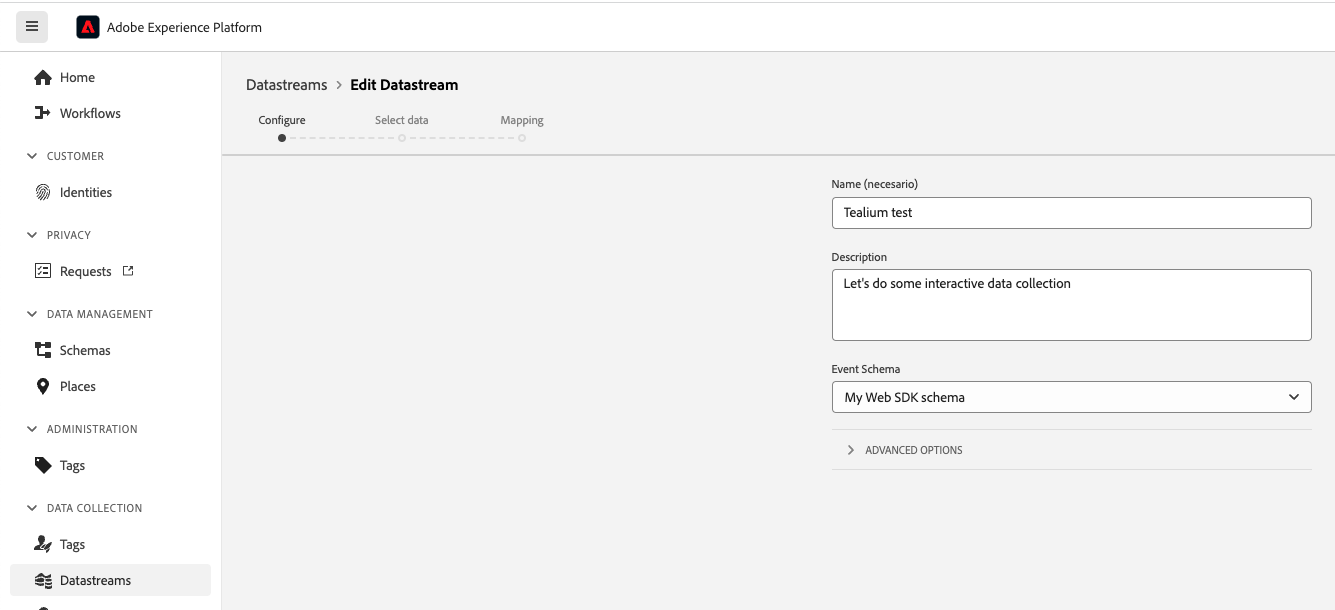 Adobe Experience Platform
Home
Workflows
CUSTOMER
Identities
PRIVACY
Requests
DATA MANAGEMENT
Schemas
Places
ADMINISTRATION
Tags
DATA COLLECTION
Tags
Datastreams
Datastreams > Edit Datastream
Configure Select data Mapping
Name (necesario)
Tealium test
Description
Let's do some interactive data collection
Event Schema
My Web SDK schema
ADVANCED OPTIONS